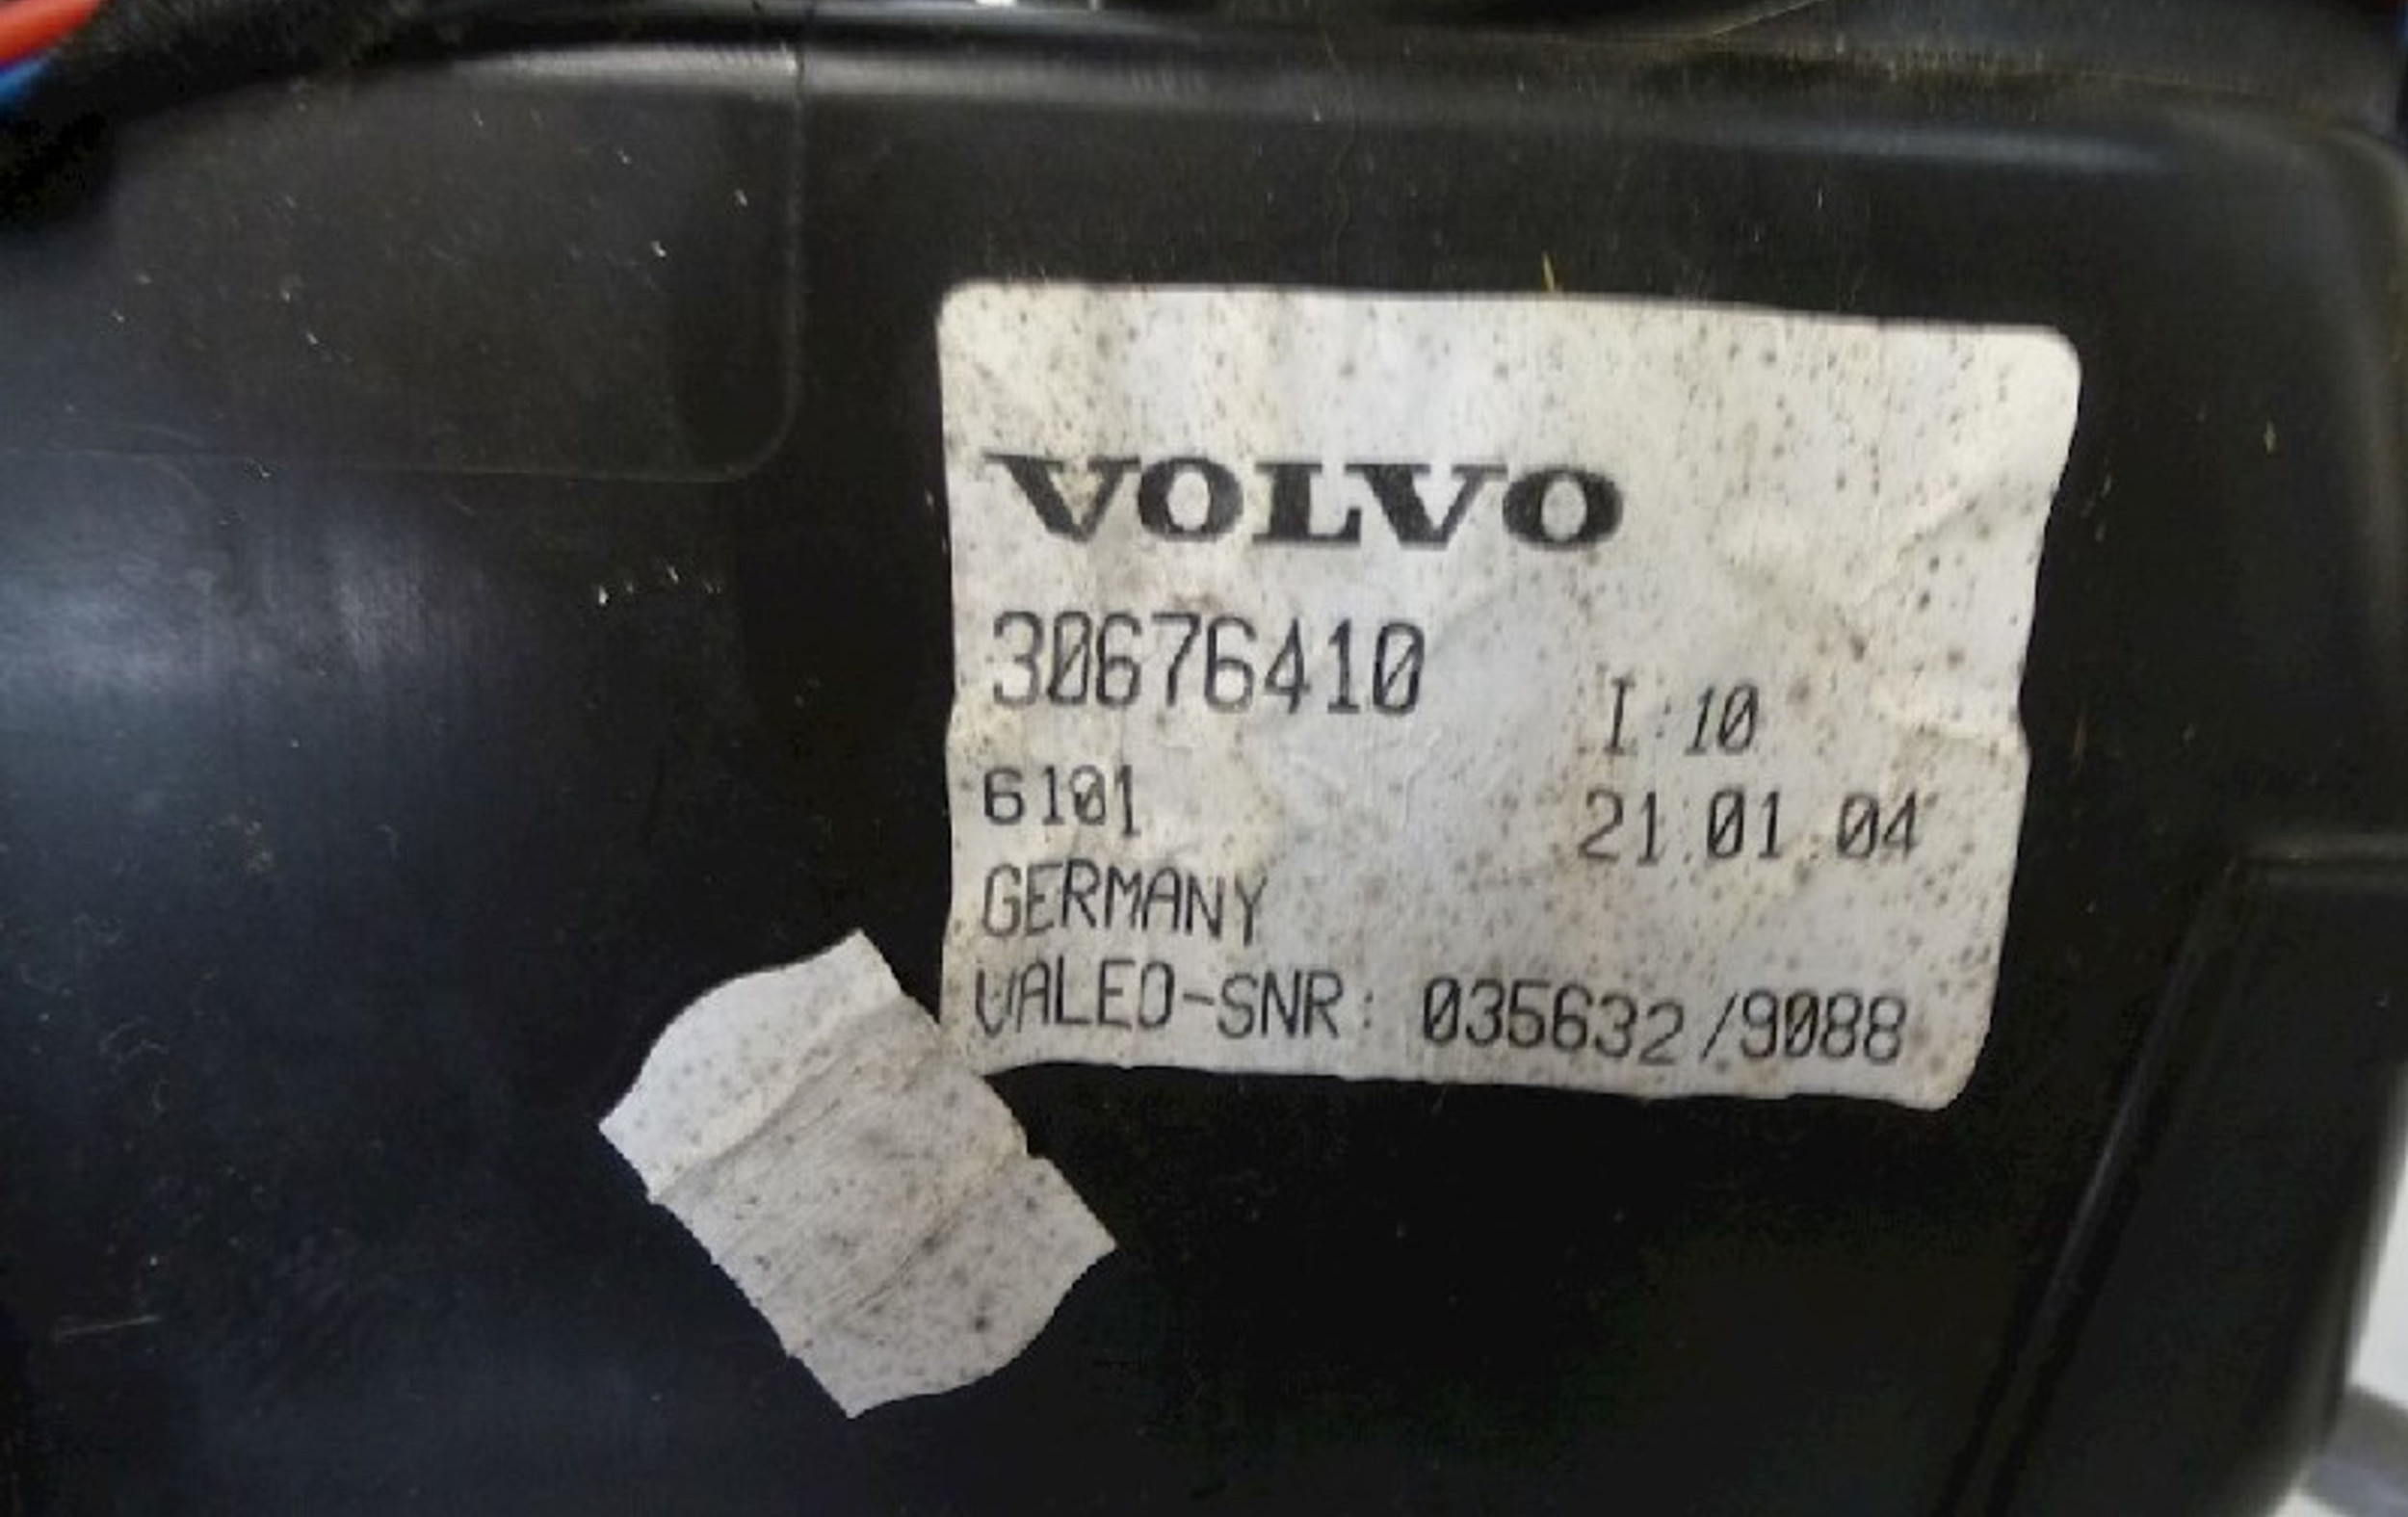 VOLVO
30676410
I:10
6101
21.01.04
GERMANY
VALEO-SNR: 035632/9088